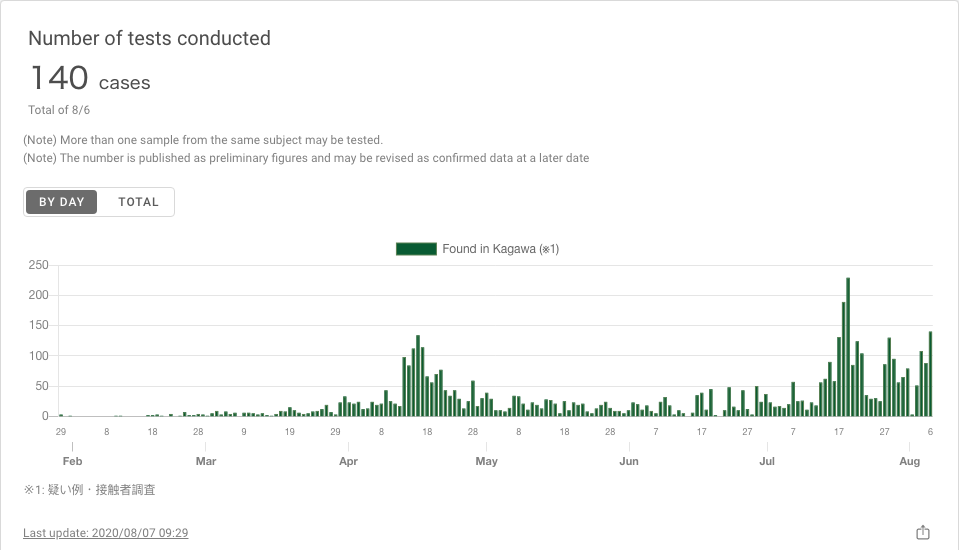 Number of tests conducted
140 cases
Total of 8/6
(Note) More than one sample from the same subject may be tested.
(Note) The number is published as preliminary figures and may be revised as confirmed data at a later date
BY DAY TOTAL
Found in Kagawa (※1)
250
200
150
100
50
0
29 8 18 28 9 19 29 8 18 28 8 18 28 7 17 27 7 17 27 6
Feb Mar Apr May Jun Jul Aug
※1: 疑い例・接触者調査
Last update: 2020/08/07 09:29